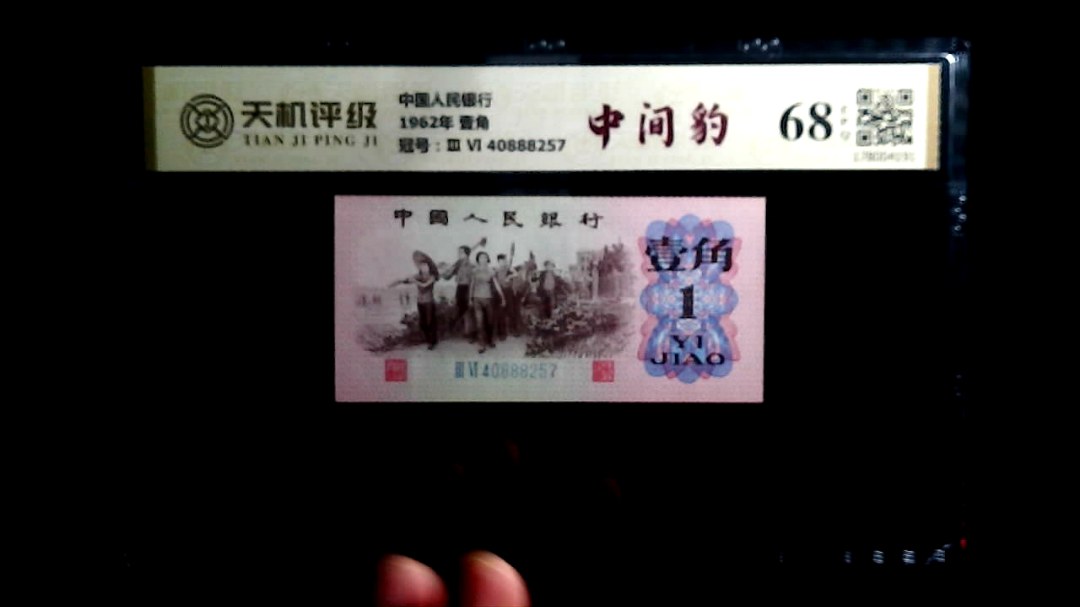 天机评级
TIAN JI PING JI
中国人民银行
1962年 壹角
冠号：Ⅲ Ⅵ 40888257
中间豹
68
中國人民銀行
壹角
1
YI
JIAO
Ⅲ Ⅵ 40888257